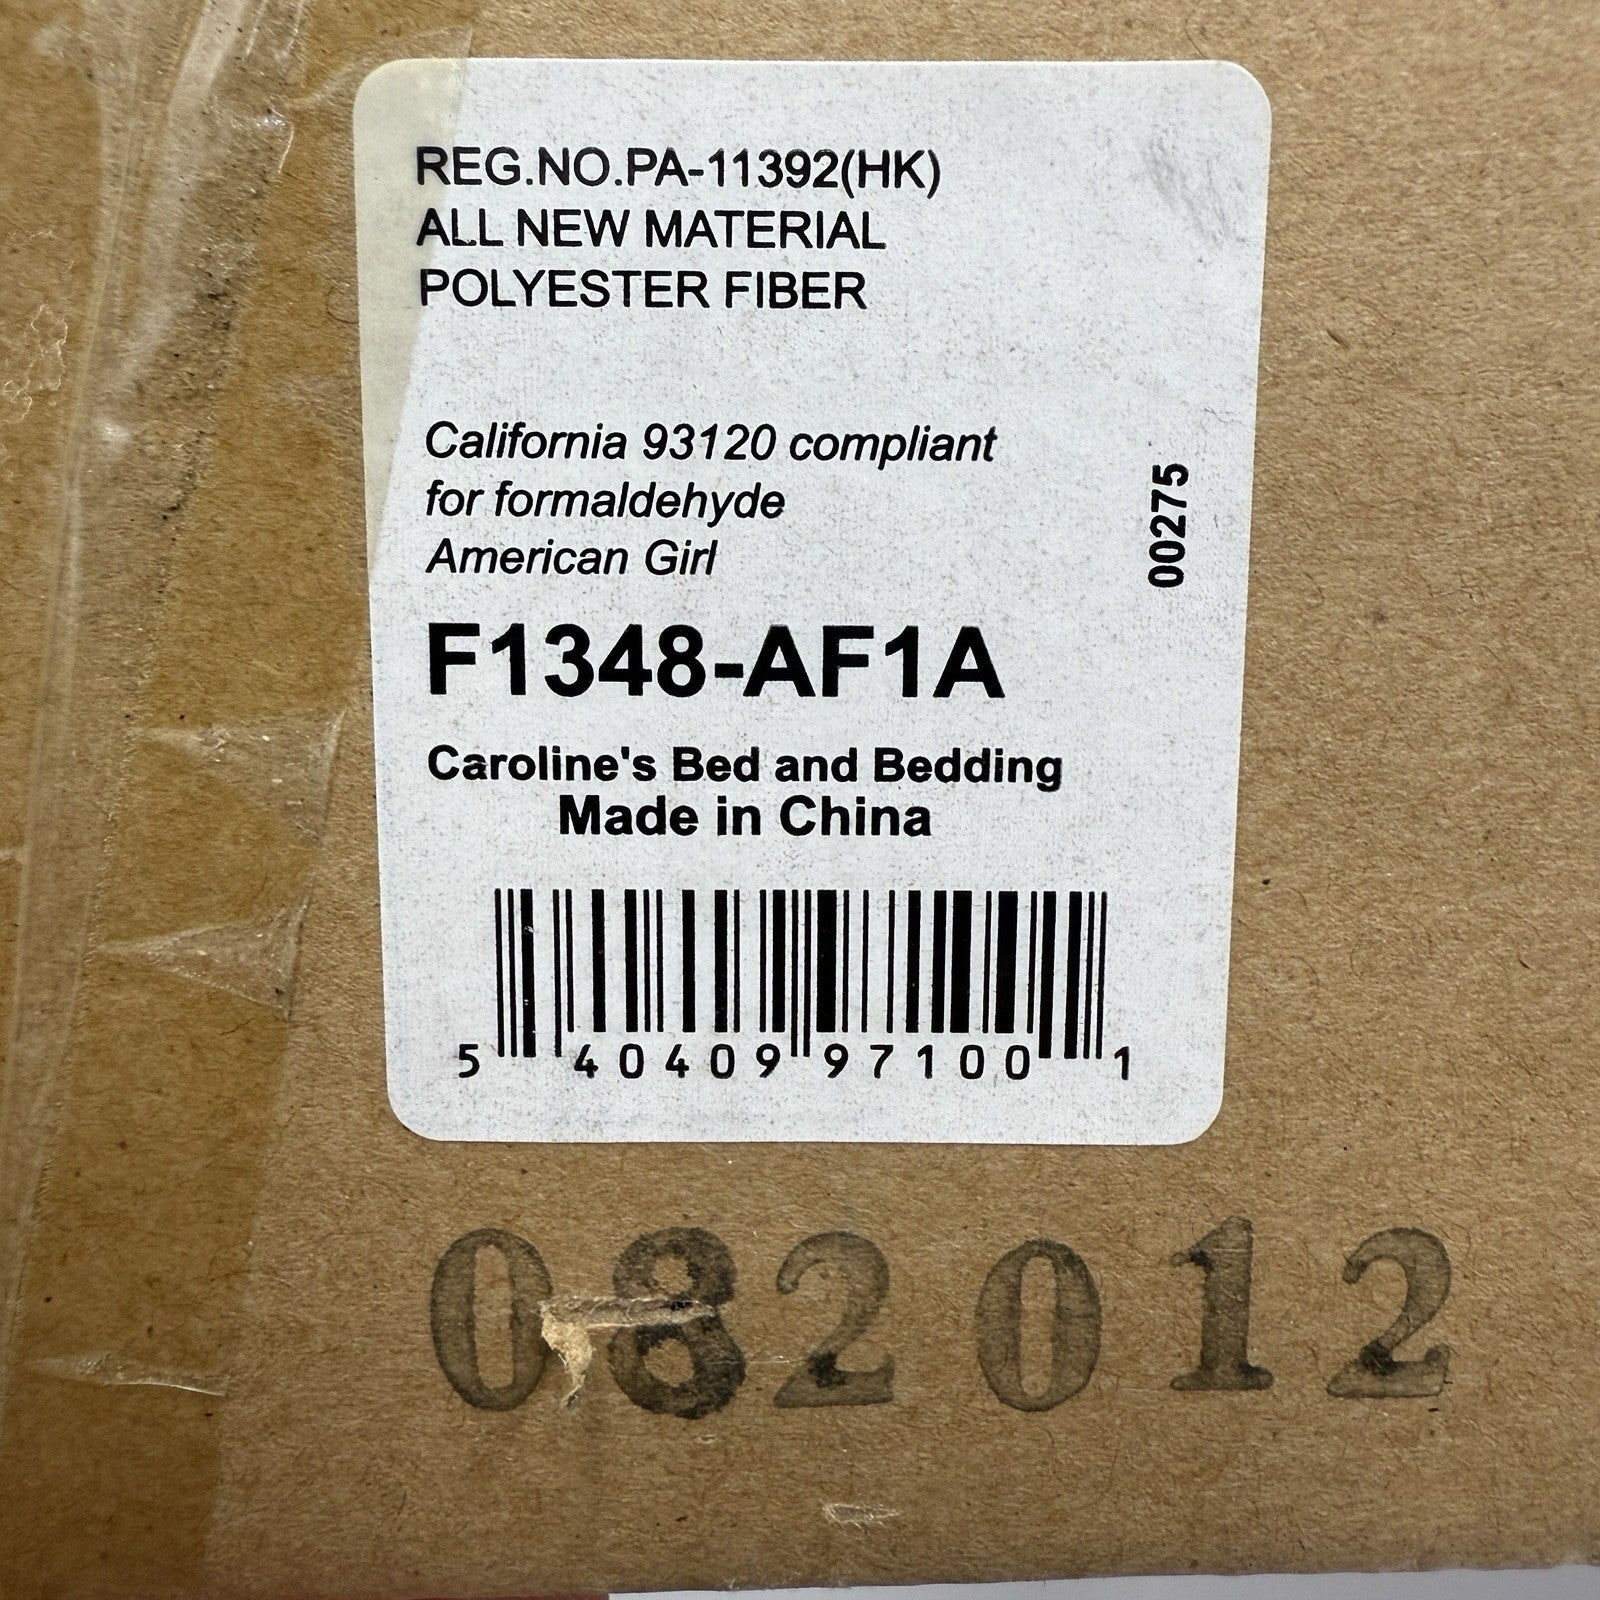 REG.NO.PA-11392(HK)
ALL NEW MATERIAL
POLYESTER FIBER
California 93120 compliant
for formaldehyde
American Girl
00275
F1348-AF1A
Caroline's Bed and Bedding
Made in China
5 40409 97100 1
082012